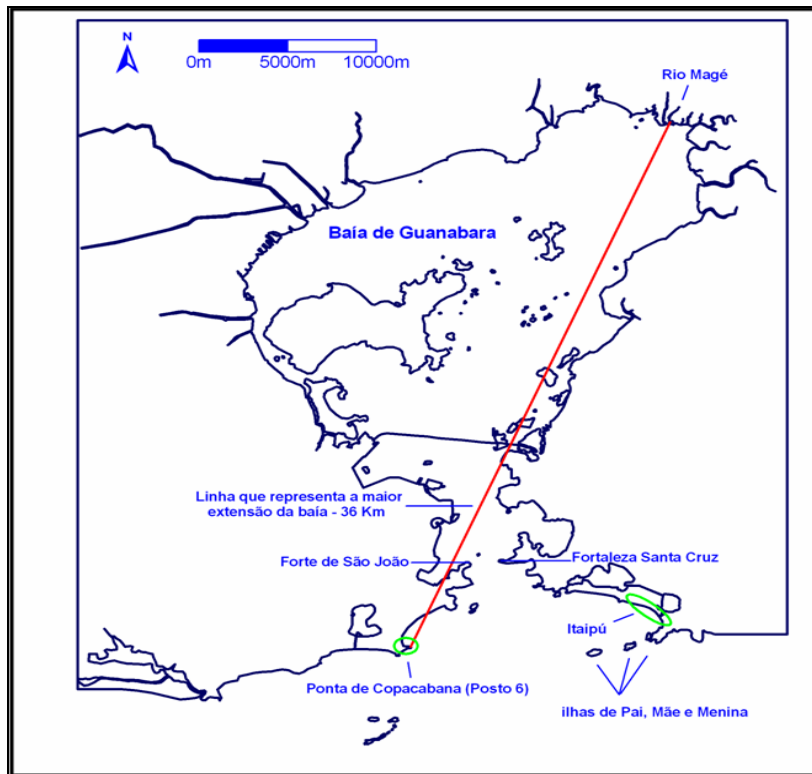 N
0m 5000m 10000m
Rio Magé
Baía de Guanabara
Linha que representa a maior
extensão da baía - 36 Km
Forte de São João
Fortaleza Santa Cruz
Itaipú
Ponta de Copacabana (Posto 6)
ilhas de Pai, Mãe e Menina